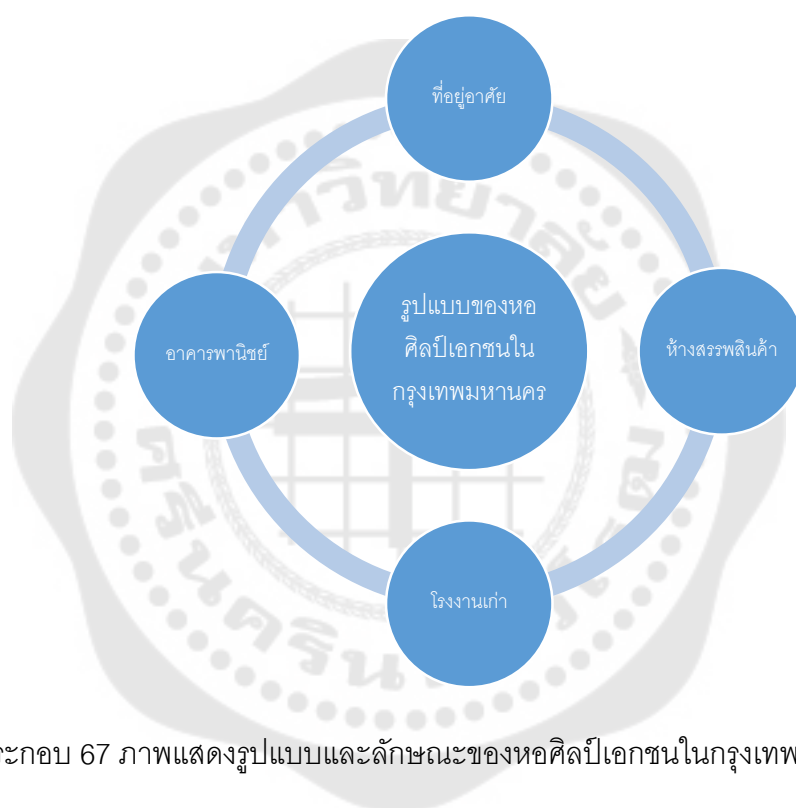 ที่อยู่อาศัย
รูปแบบของหอ
ศิลป์เอกชนใน
กรุงเทพมหานคร
อาคารพานิชย์
ห้างสรรพสินค้า
โรงงานเก่า
67 ภาพแสดงรูปแบบและลักษณะของหอศิลป์เอกชนในกรุงเทพ